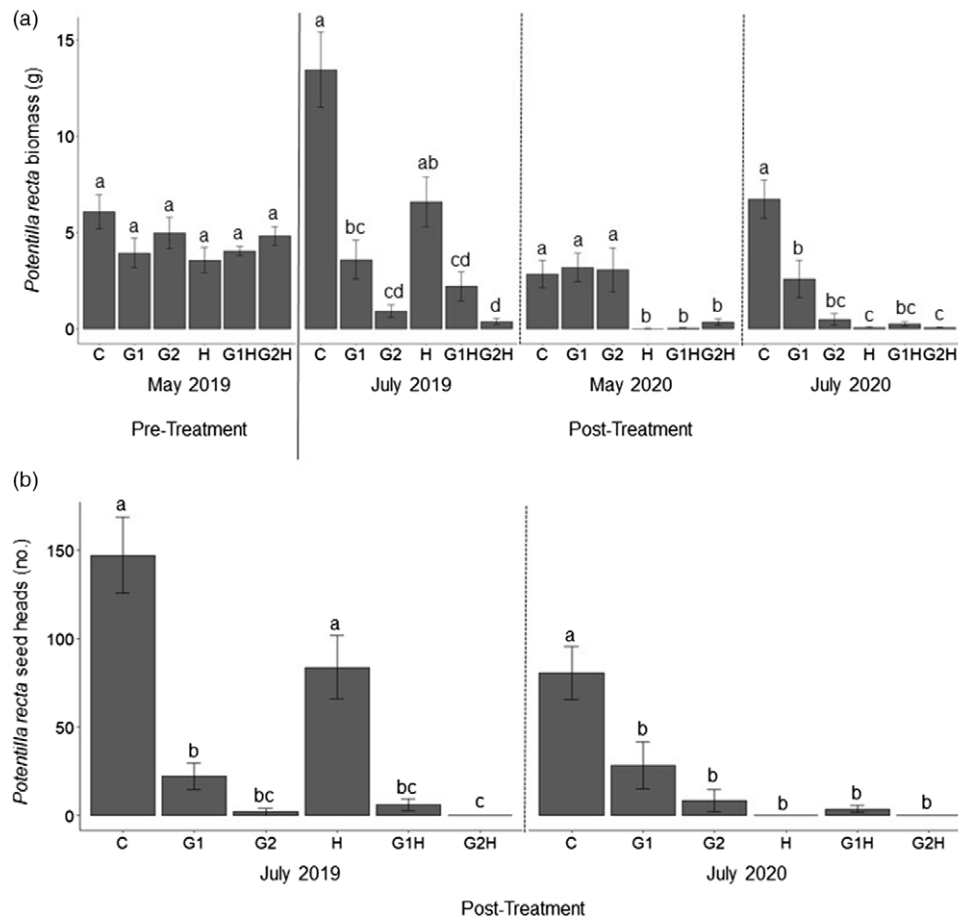 (a)
Potentilla recta biomass (g)
15
10
5
0
a a a a a a
a bc cd ab cd d
a a a b b b
a b bc c bc c
C G1 G2 H G1H G2H
C G1 G2 H G1H G2H
C G1 G2 H G1H G2H
C G1 G2 H G1H G2H
May 2019 July 2019 May 2020 July 2020
Pre-Treatment Post-Treatment
(b)
Potentilla recta seed heads (no.)
150
100
50
0
a b bc a bc c
a b b b b b
C G1 G2 H G1H G2H
C G1 G2 H G1H G2H
July 2019 July 2020
Post-Treatment